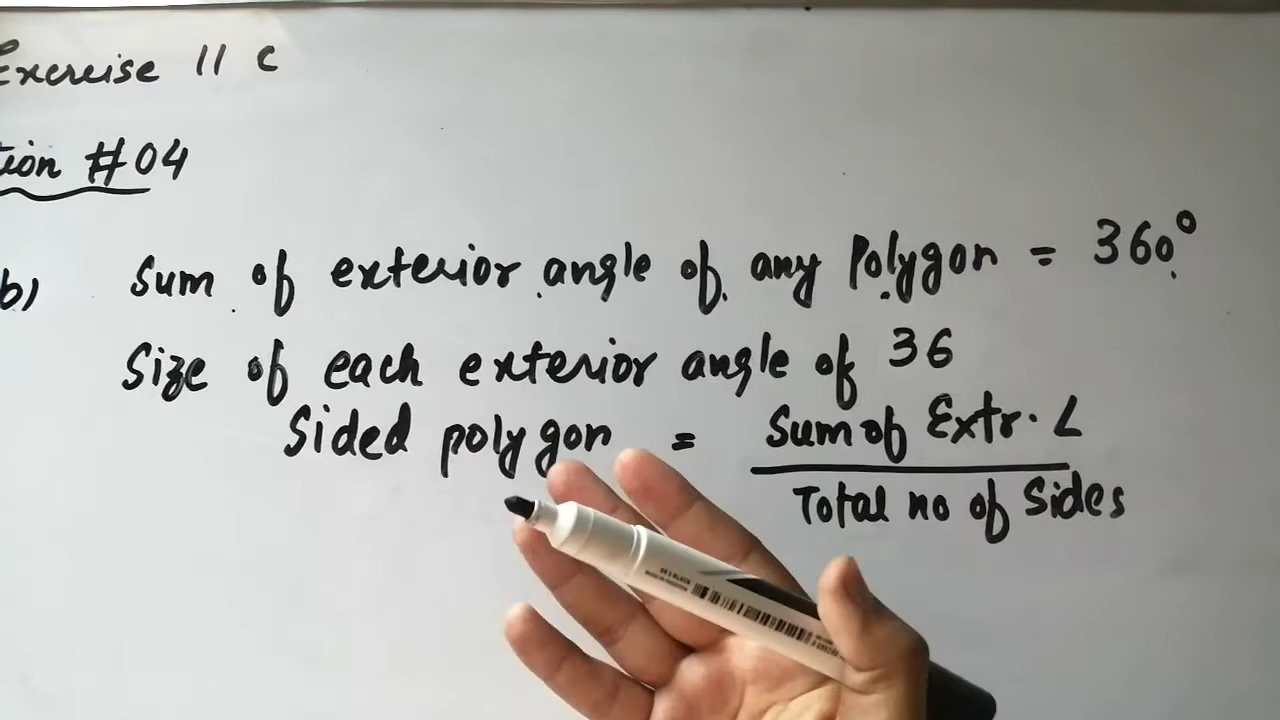 Exercise 11 c
tion #04
b) Sum of exterior angle of any polygon = 360°
Size of each exterior angle of 36
Sided polygon = Sum of Extr. ∠
Total no of Sides